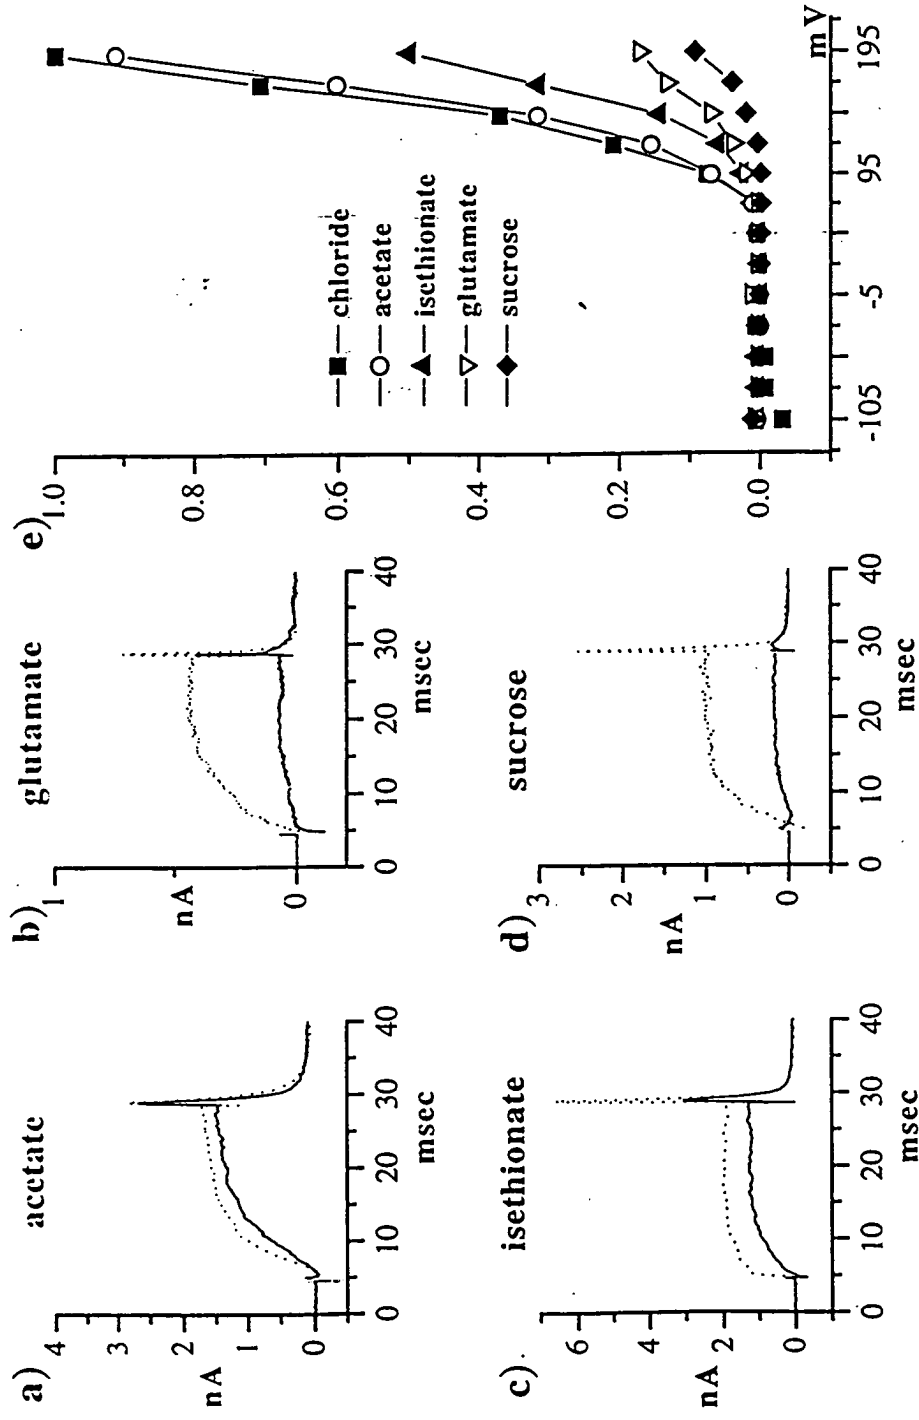 a)
acetate
4
3
2
1
0
nA
0
10
20
30
40
msec
b)
glutamate
1
0
nA
0
10
20
30
40
msec
c)
isethionate
6
4
2
0
nA
0
10
20
30
40
msec
d)
sucrose
3
2
1
0
nA
0
10
20
30
40
msec
e)
1.0
0.8
0.6
0.4
0.2
0.0
chloride
acetate
isethionate
glutamate
sucrose
-105
-5
95
195
mV